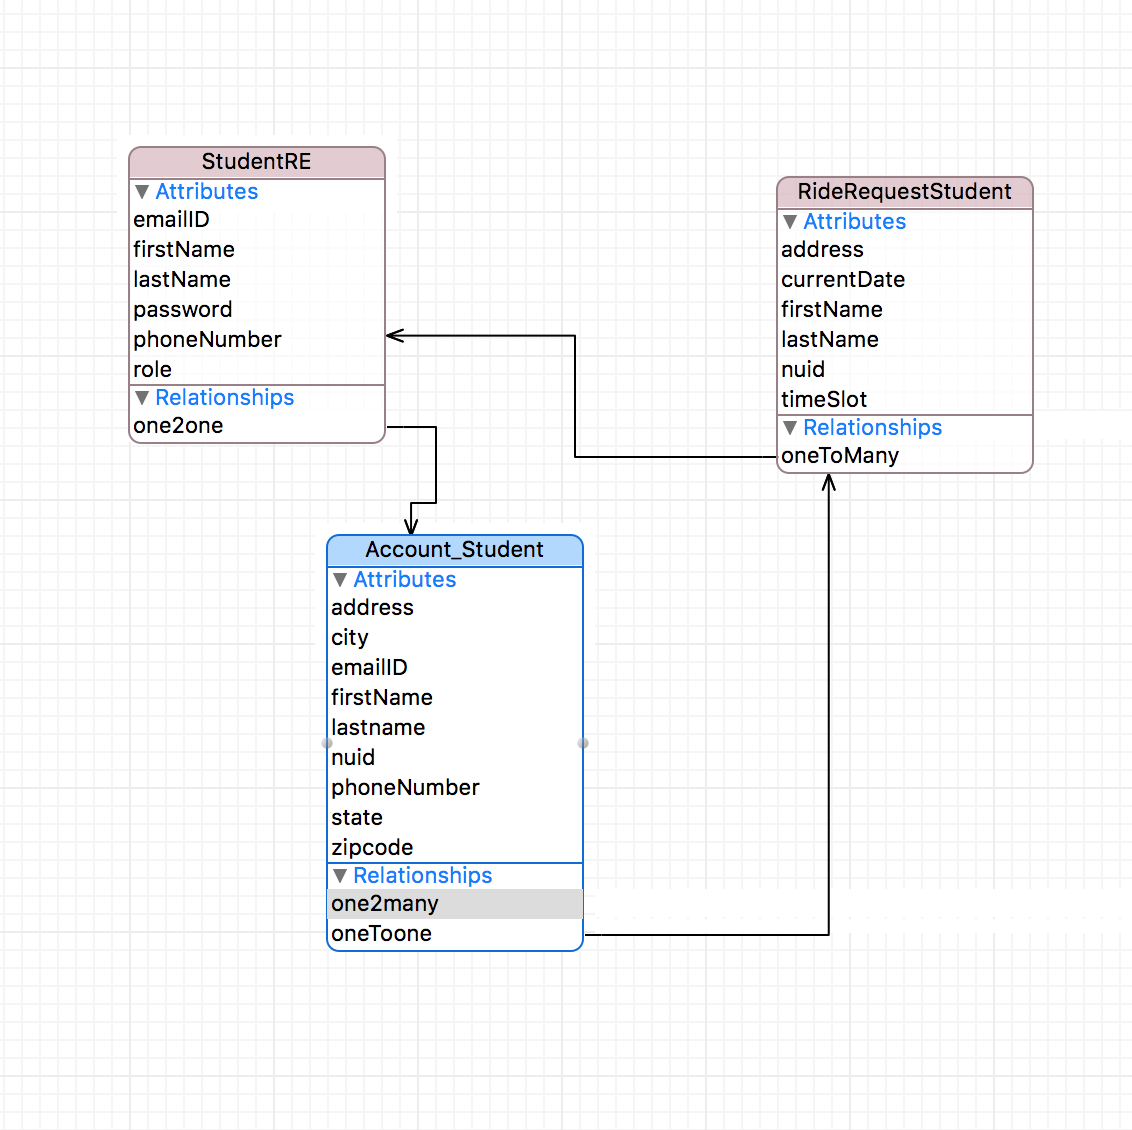 StudentRE
Attributes
emailID
firstName
lastName
password
phoneNumber
role
Relationships
one2one
RideRequestStudent
Attributes
address
currentDate
firstName
lastName
nuid
timeSlot
Relationships
oneToMany
Account_Student
Attributes
address
city
emailID
firstName
lastname
nuid
phoneNumber
state
zipcode
Relationships
one2many
oneToone